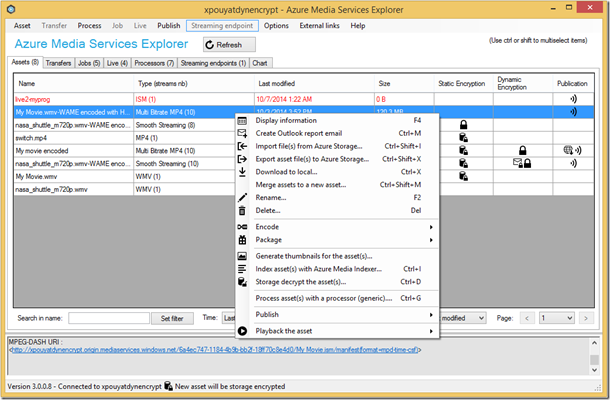 xpouyatdynencrypt - Azure Media Services Explorer
Asset Transfer Process Job Live Publish Streaming endpoint Options External links Help
Azure Media Services Explorer Refresh (Use ctrl or shift to multiselect items)
Assets (8) Transfers Jobs (5) Live (4) Processors (7) Streaming endpoints (1) Chart
Name Type (streams nb) Last modified Size Static Encryption Dynamic Encryption Publication
live2-myprog ISM (1) 10/7/2014 1:22 AM 0 B
My Movie.wmv-WAME encoded with H... Multi Bitrate MP4 (10) 10/2/2014 3:52 PM 129.3 MB
nasa_shuttle_m720p.wmv-WAME enco... Smooth Streaming (8)
switch.mp4 MP4 (1)
My movie encoded Multi Bitrate MP4 (10)
nasa_shuttle_m720p.wmv-WAME enco... Smooth Streaming (10)
My Movie.wmv WMV (1)
nasa_shuttle_m720p.wmv WMV (1)
Display information F4
Create Outlook report email Ctrl+M
Import file(s) from Azure Storage... Ctrl+Shift+I
Export asset file(s) to Azure Storage... Ctrl+Shift+X
Download to local... Ctrl+X
Merge assets to a new asset... Ctrl+Shift+M
Rename... F2
Delete... Del
Encode
Package
Generate thumbnails for the asset(s)...
Index asset(s) with Azure Media Indexer... Ctrl+I
Storage decrypt the asset(s)... Ctrl+D
Process asset(s) with a processor (generic)... Ctrl+G
Publish
Playback the asset
Search in name: Set filter Time: Last modified Page: < 1 >
MPEG-DASH URI :
<http://xpouyatdynencrypt.origin.mediaservices.windows.net/6a4ec747-1184-4b9b-bb2f-18ff70c8e4d0/My Movie.ism/manifest(format=mpd-time-csf)>
Version 3.0.0.8 - Connected to xpouyatdynencrypt New asset will be storage encrypted